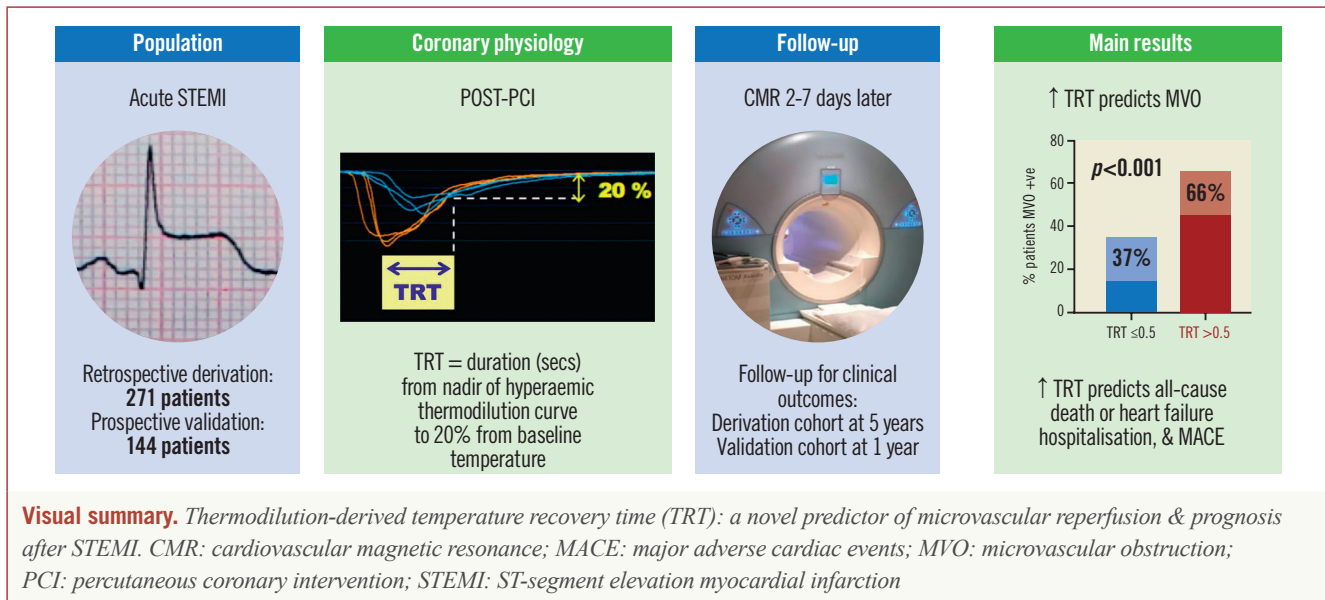 Population
Acute STEMI
Retrospective derivation:
271 patients
Prospective validation:
144 patients
Coronary physiology
POST-PCI
20 %
TRT
TRT = duration (secs)
from nadir of hyperaemic
thermodilution curve
to 20% from baseline
temperature
Follow-up
CMR 2-7 days later
Follow-up for clinical
outcomes:
Derivation cohort at 5 years
Validation cohort at 1 year
Main results
↑ TRT predicts MVO
% patients MVO +ve
80
60
40
20
0
p<0.001
37%
66%
TRT ≤0.5
TRT >0.5
↑ TRT predicts all-cause
death or heart failure
hospitalisation, & MACE
Visual summary. Thermodilution-derived temperature recovery time (TRT): a novel predictor of microvascular reperfusion & prognosis
after STEMI. CMR: cardiovascular magnetic resonance; MACE: major adverse cardiac events; MVO: microvascular obstruction;
PCI: percutaneous coronary intervention; STEMI: ST-segment elevation myocardial infarction